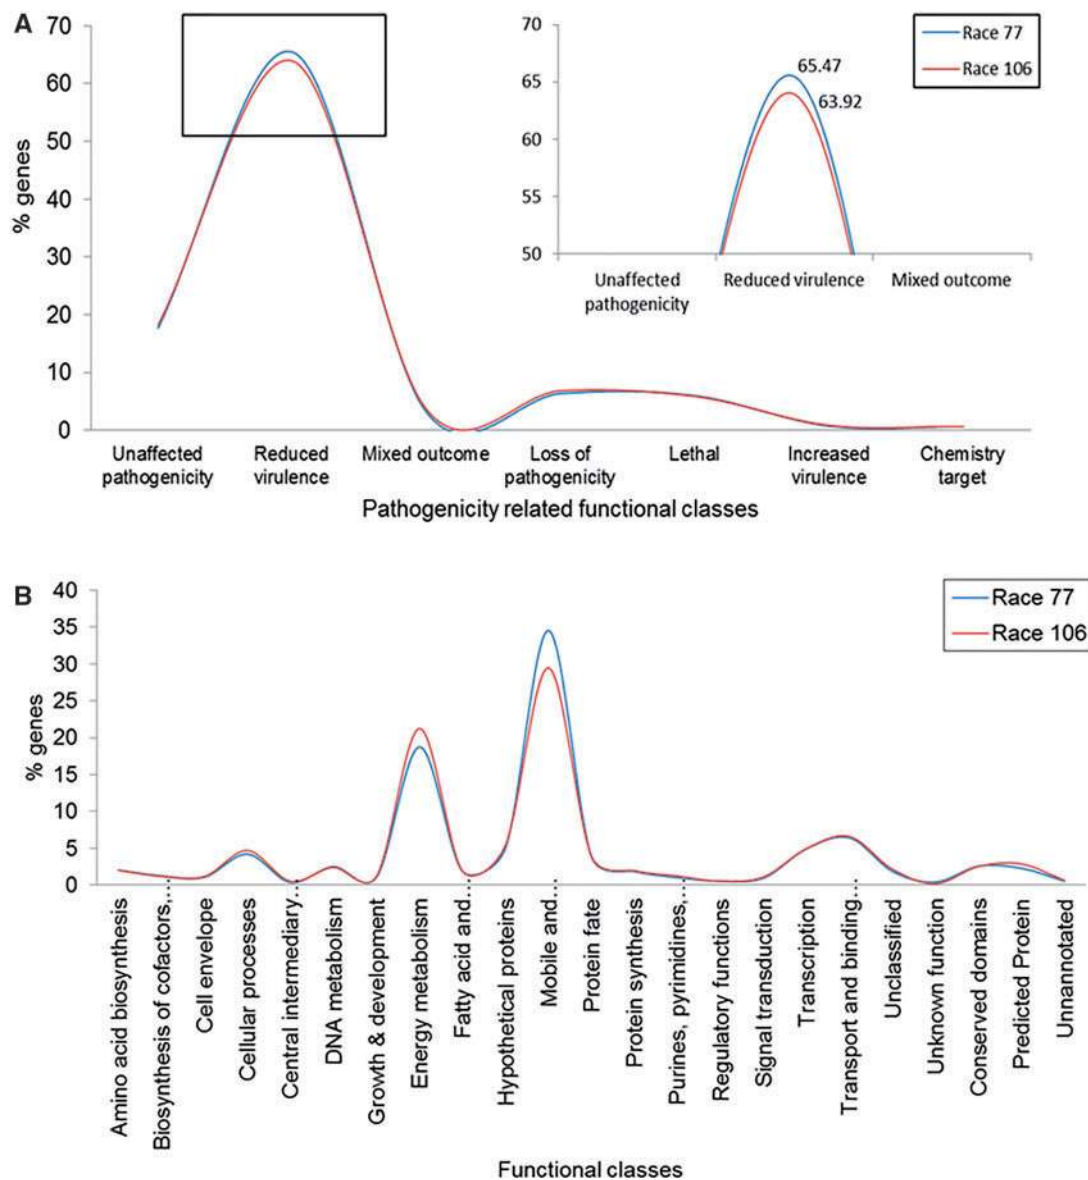 A
% genes
70
60
50
40
30
20
10
0
Unaffected pathogenicity
Reduced virulence
Mixed outcome
Loss of pathogenicity
Lethal
Increased virulence
Chemistry target
Pathogenicity related functional classes
70
65
60
55
50
65.47
63.92
Race 77
Race 106
Unaffected pathogenicity
Reduced virulence
Mixed outcome
B
% genes
40
35
30
25
20
15
10
5
0
Race 77
Race 106
Amino acid biosynthesis
Biosynthesis of cofactors,..
Cell envelope
Cellular processes
Central intermediary..
DNA metabolism
Growth & development
Energy metabolism
Fatty acid and..
Hypothetical proteins
Mobile and..
Protein fate
Protein synthesis
Purines, pyrimidines,..
Regulatory functions
Signal transduction
Transcription
Transport and binding..
Unclassified
Unknown function
Conserved domains
Predicted Protein
Unannotated
Functional classes